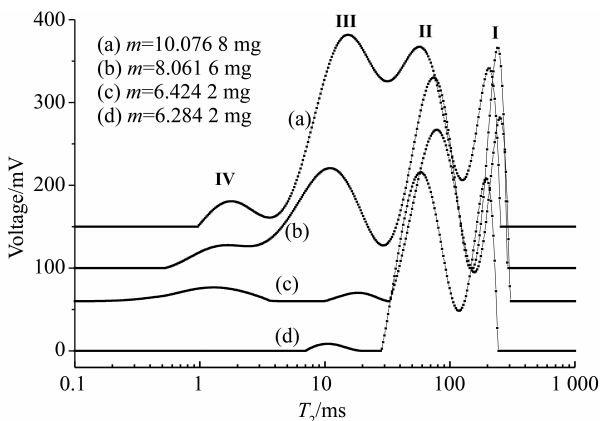 400
300
200
100
0
Voltage/mV
(a) m=10.076 8 mg
(b) m=8.061 6 mg
(c) m=6.424 2 mg
(d) m=6.284 2 mg
III
II
I
IV
(a)
(b)
(c)
(d)
0.1
1
10
100
1 000
T2/ms